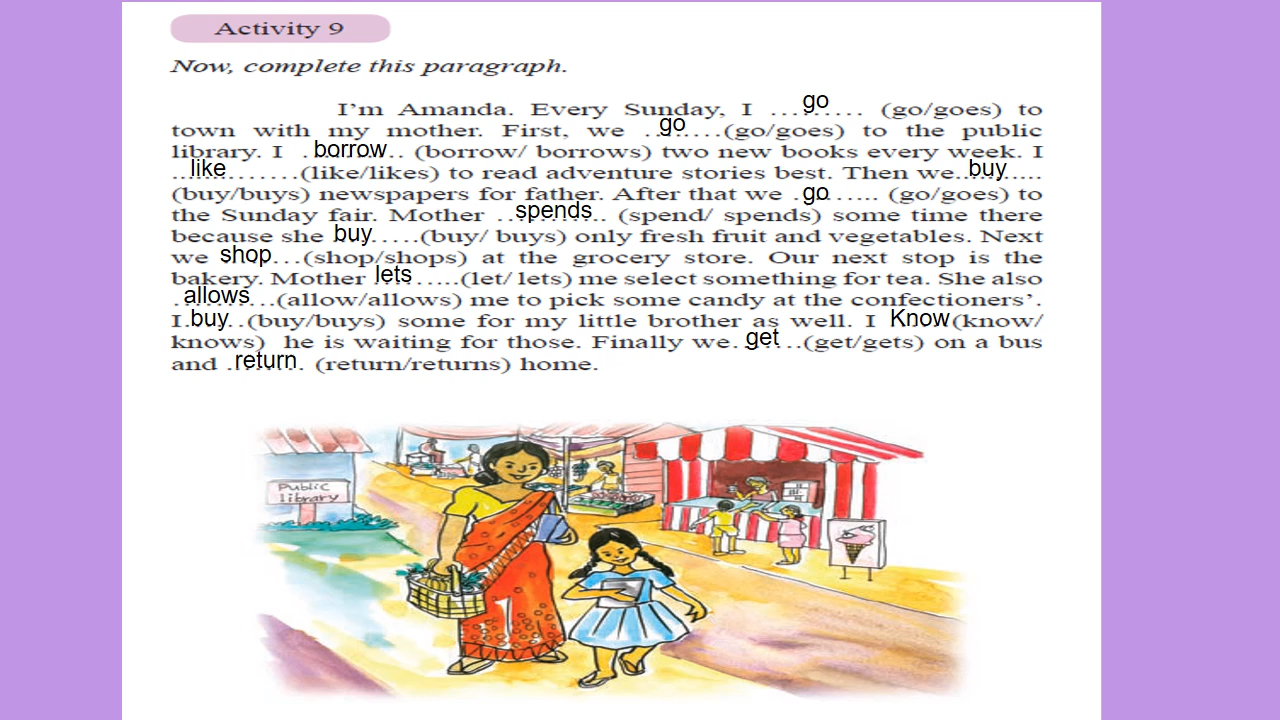 Activity 9
Now, complete this paragraph.
I'm Amanda. Every Sunday, I ...go...... (go/goes) to
town with my mother. First, we ..go.....(go/goes) to the public
library. I .borrow.. (borrow/ borrows) two new books every week. I
..like........(like/likes) to read adventure stories best. Then we..buy.....
(buy/buys) newspapers for father. After that we .go...... (go/goes) to
the Sunday fair. Mother ..spends.. (spend/ spends) some time there
because she buy.....(buy/ buys) only fresh fruit and vegetables. Next
we shop...(shop/shops) at the grocery store. Our next stop is the
bakery. Mother lets.....(let/ lets) me select something for tea. She also
.allows...(allow/allows) me to pick some candy at the confectioners'.
I.buy..(buy/buys) some for my little brother as well. I Know(know/
knows) he is waiting for those. Finally we. get...(get/gets) on a bus
and .return. (return/returns) home.
Public
library